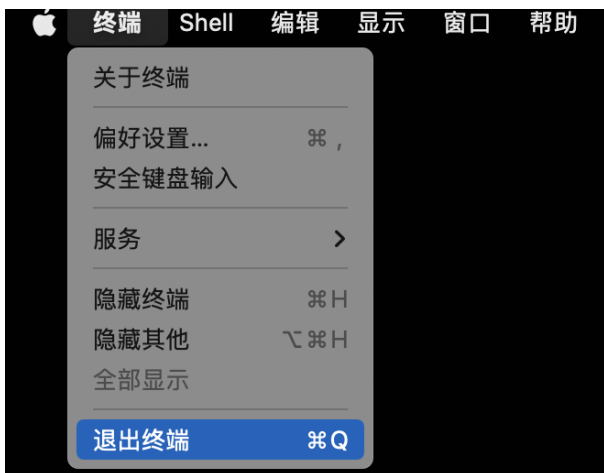 终端 Shell 编辑 显示 窗口 帮助
关于终端
偏好设置... ⌘ ,
安全键盘输入
服务 >
隐藏终端 ⌘H
隐藏其他 ⌥⌘H
全部显示
退出终端 ⌘Q